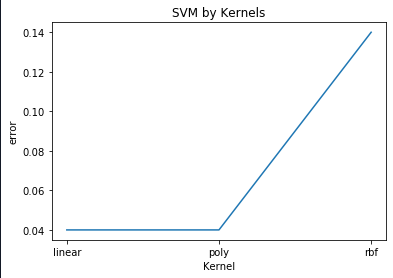 SVM by Kernels
error
0.14
0.12
0.10
0.08
0.06
0.04
linear
poly
rbf
Kernel